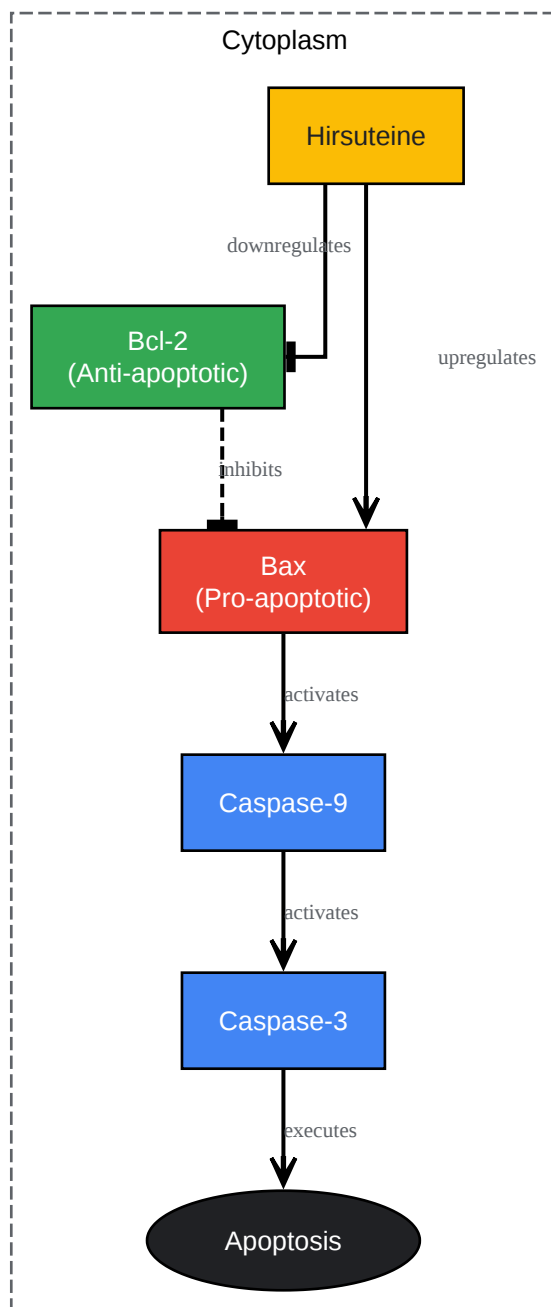 Cytoplasm
Hirsuteine
downregulates
Bcl-2
(Anti-apoptotic)
upregulates
inhibits
Bax
(Pro-apoptotic)
activates
Caspase-9
activates
Caspase-3
executes
Apoptosis